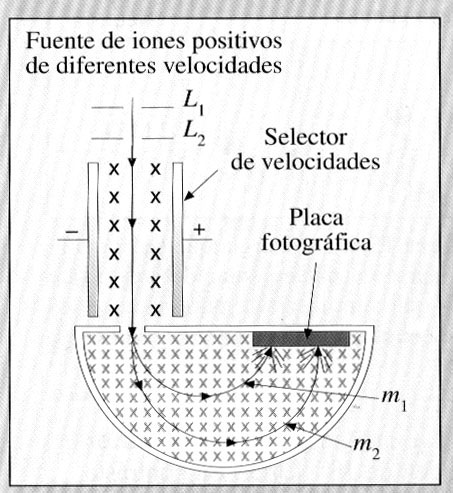 Fuente de iones positivos
de diferentes velocidades
L₁
L₂
Selector
de velocidades
Placa
fotográfica
x x
x x
x x
− +
x x
x x
x x
m₁
m₂